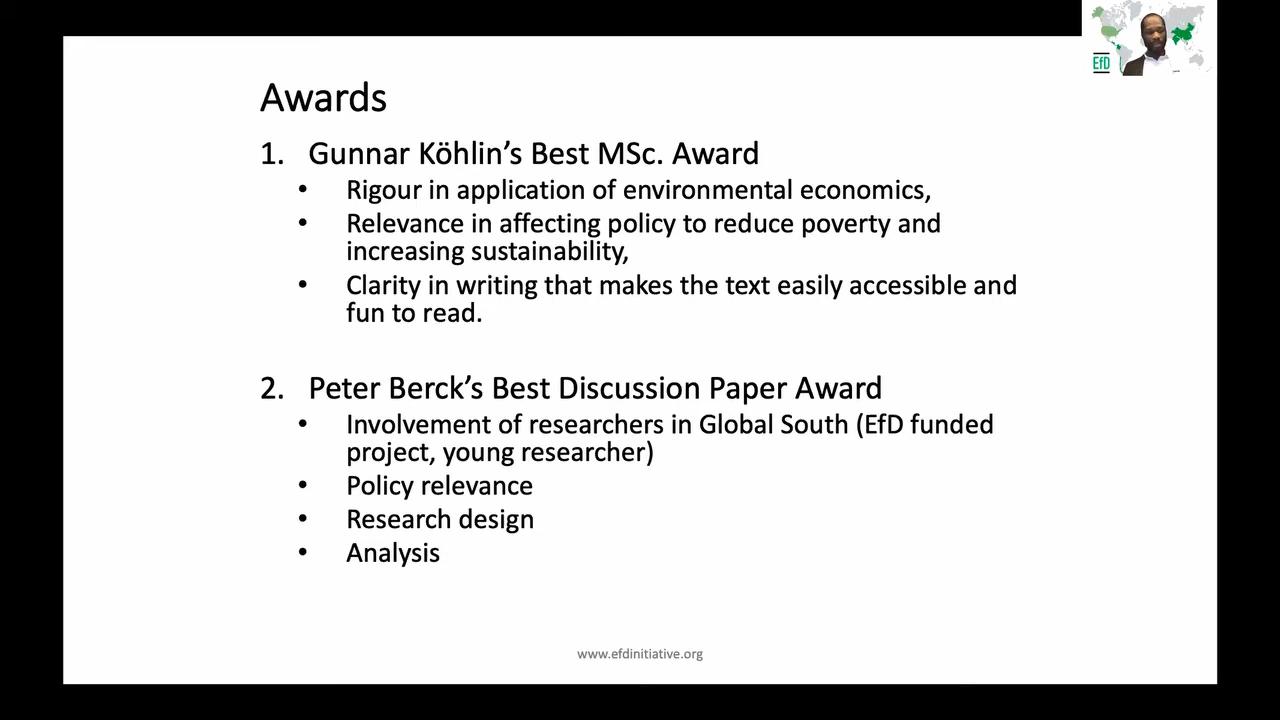 EfD
Awards
1. Gunnar Köhlin’s Best MSc. Award
• Rigour in application of environmental economics,
• Relevance in affecting policy to reduce poverty and
increasing sustainability,
• Clarity in writing that makes the text easily accessible and
fun to read.
2. Peter Berck’s Best Discussion Paper Award
• Involvement of researchers in Global South (EfD funded
project, young researcher)
• Policy relevance
• Research design
• Analysis
www.efdinitiative.org